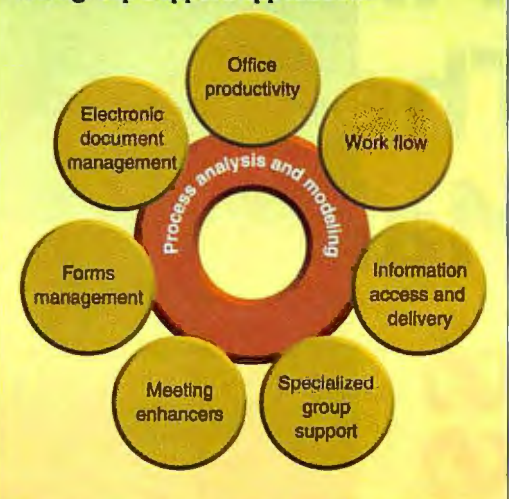 Office
productivity
Work flow
Information
access and
delivery
Specialized
group
support
Meeting
enhancers
Forms
management
Electronic
document
management
Process analysis and modeling